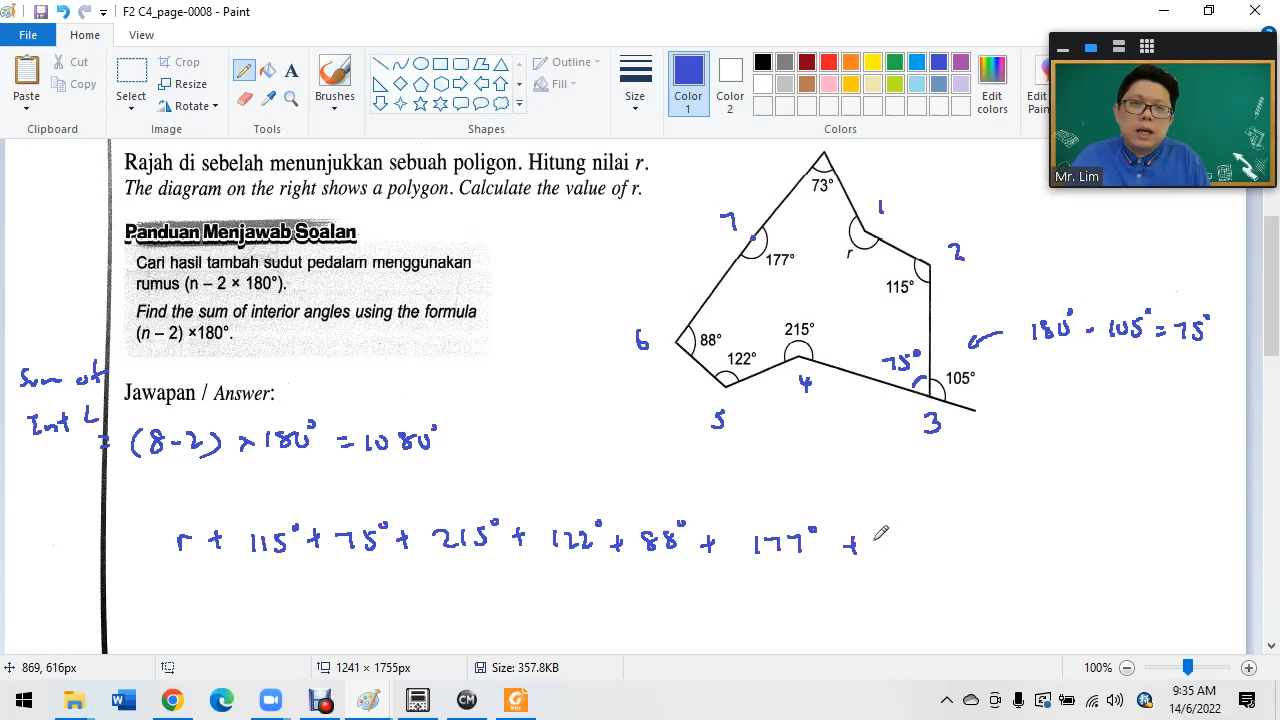 F2 C4_page-0008 - Paint
File
Home
View
Paste
Cut
Copy
Clipboard
Select
Crop
Resize
Rotate
Image
Tools
Brushes
Shapes
Outline
Fill
Size
Color 1
Color 2
Colors
Edit colors
Edit
Mr. Lim
Rajah di sebelah menunjukkan sebuah poligon. Hitung nilai r.
The diagram on the right shows a polygon. Calculate the value of r.
Panduan Menjawab Soalan
Cari hasil tambah sudut pedalam menggunakan
rumus (n – 2 × 180°).
Find the sum of interior angles using the formula
(n – 2) ×180°.
Jawapan / Answer:
Sum of
Int ∠
= (8-2) × 180° = 1080°
r + 115° + 75° + 215° + 122° + 88° + 177° +
73°
1
r
7
177°
2
115°
6
88°
215°
122°
4
75°
105°
5
3
180° - 105° = 75°
869, 616px
1241 × 1755px
Size: 357.8KB
100%
9:35 AM
14/6/2022